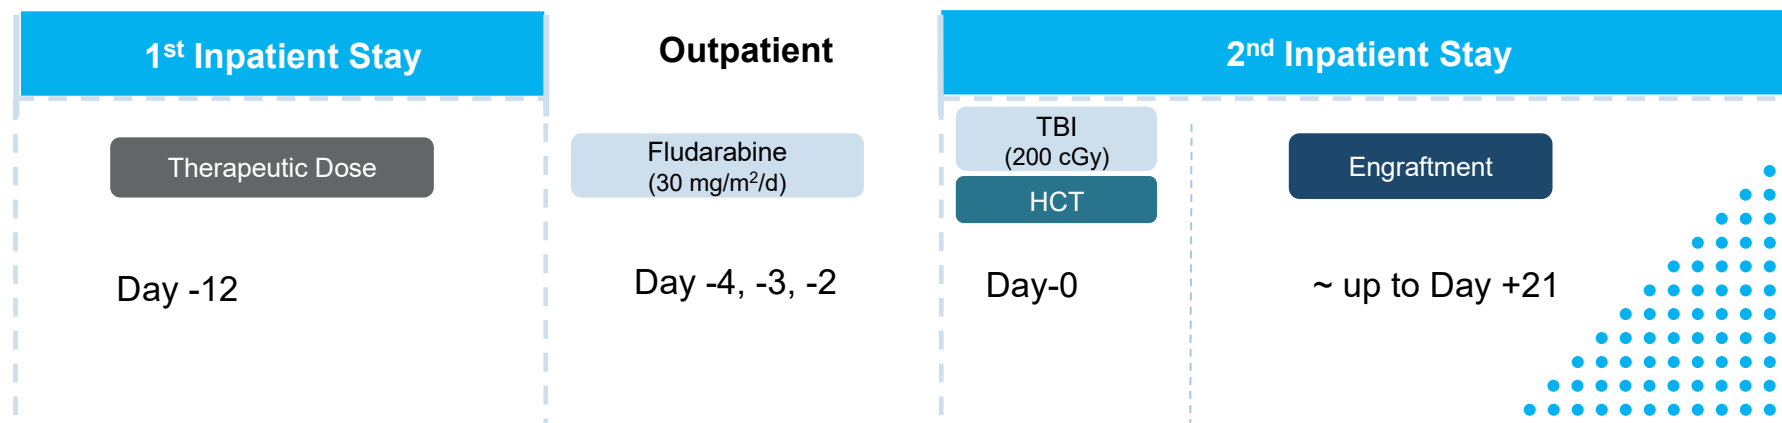 1st Inpatient Stay
Outpatient
2nd Inpatient Stay
Therapeutic Dose
Fludarabine
(30 mg/m²/d)
TBI
(200 cGy)
HCT
Engraftment
Day -12
Day -4, -3, -2
Day-0
~ up to Day +21